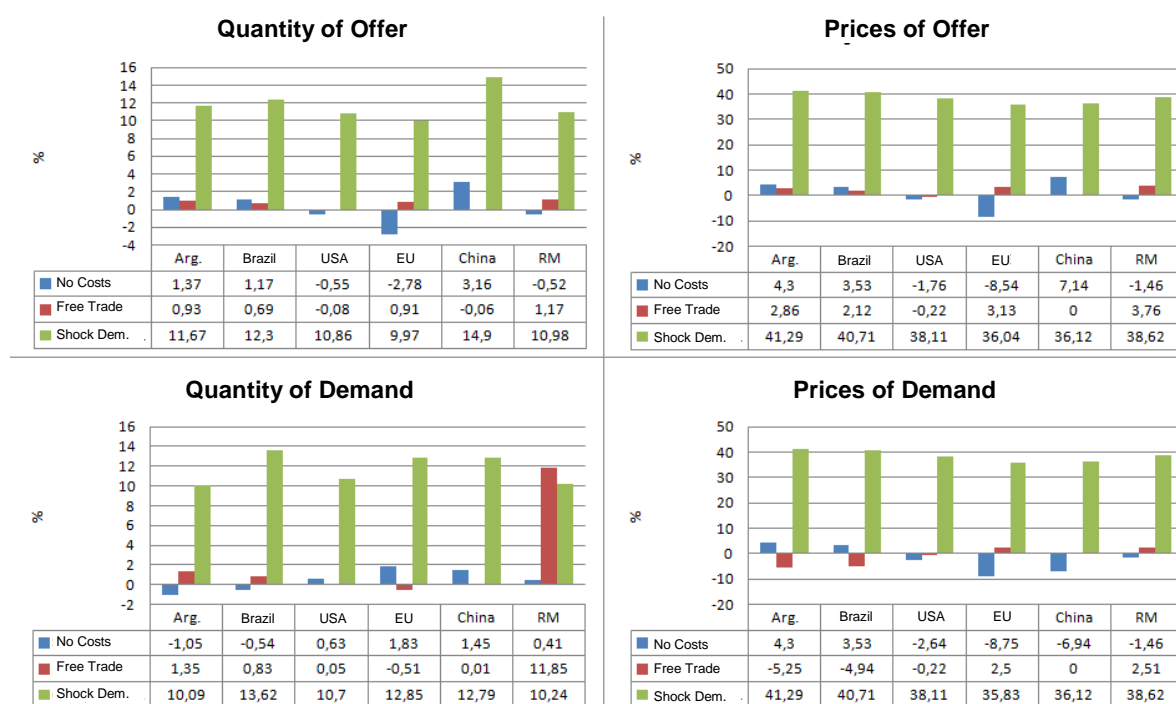 Quantity of Offer
%
16
14
12
10
8
6
4
2
0
-2
-4
Arg. Brazil USA EU China RM
No Costs 1,37 1,17 -0,55 -2,78 3,16 -0,52
Free Trade 0,93 0,69 -0,08 0,91 -0,06 1,17
Shock Dem. 11,67 12,3 10,86 9,97 14,9 10,98
Prices of Offer
%
50
40
30
20
10
0
-10
-20
Arg. Brazil USA EU China RM
No Costs 4,3 3,53 -1,76 -8,54 7,14 -1,46
Free Trade 2,86 2,12 -0,22 3,13 0 3,76
Shock Dem. 41,29 40,71 38,11 36,04 36,12 38,62
Quantity of Demand
%
16
14
12
10
8
6
4
2
0
-2
Arg. Brazil USA EU China RM
No Costs -1,05 -0,54 0,63 1,83 1,45 0,41
Free Trade 1,35 0,83 0,05 -0,51 0,01 11,85
Shock Dem. 10,09 13,62 10,7 12,85 12,79 10,24
Prices of Demand
%
50
40
30
20
10
0
-10
-20
Arg. Brazil USA EU China RM
No Costs 4,3 3,53 -2,64 -8,75 -6,94 -1,46
Free Trade -5,25 -4,94 -0,22 2,5 0 2,51
Shock Dem. 41,29 40,71 38,11 35,83 36,12 38,62